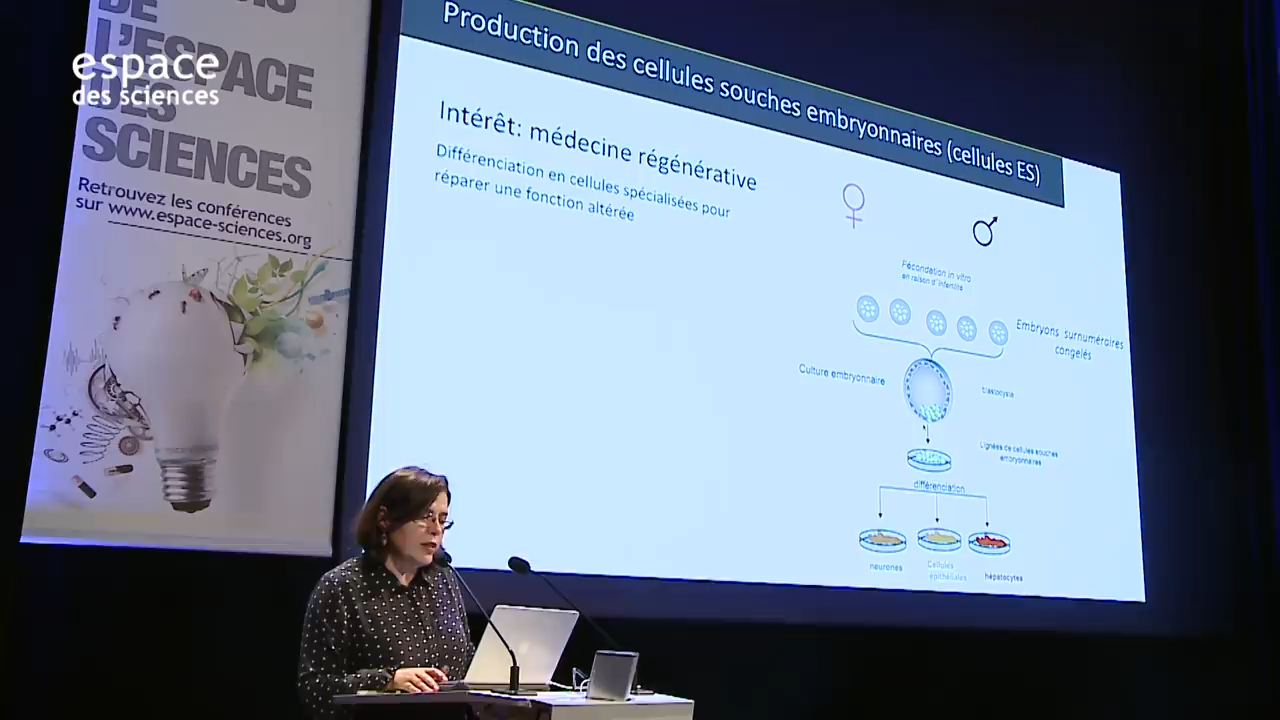 DE
L'ESPACE
DES
SCIENCES
Retrouvez les conférences
sur www.espace-sciences.org
espace
des sciences
Production des cellules souches embryonnaires (cellules ES)
Intérêt: médecine régénérative
Différenciation en cellules spécialisées pour
réparer une fonction altérée
Fécondation in vitro
en raison d'infertilité
Embryons surnuméraires
congelés
Culture embryonnaire
blastocyste
Lignées de cellules souches
embryonnaires
différenciation
neurones
Cellules
épithéliales
hépatocytes